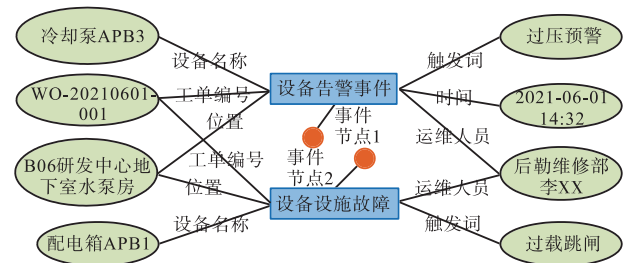 冷却泵APB3
过压预警
设备名称
触发词
设备告警事件
WO-20210601-
001
工单编号
时间
2021-06-01
14:32
位置
事件
节点1
运维人员
B06研发中心地
下室水泵房
工单编号
事件
节点2
后勤维修部
李XX
位置
运维人员
设备设施故障
设备名称
触发词
配电箱APB1
过载跳闸